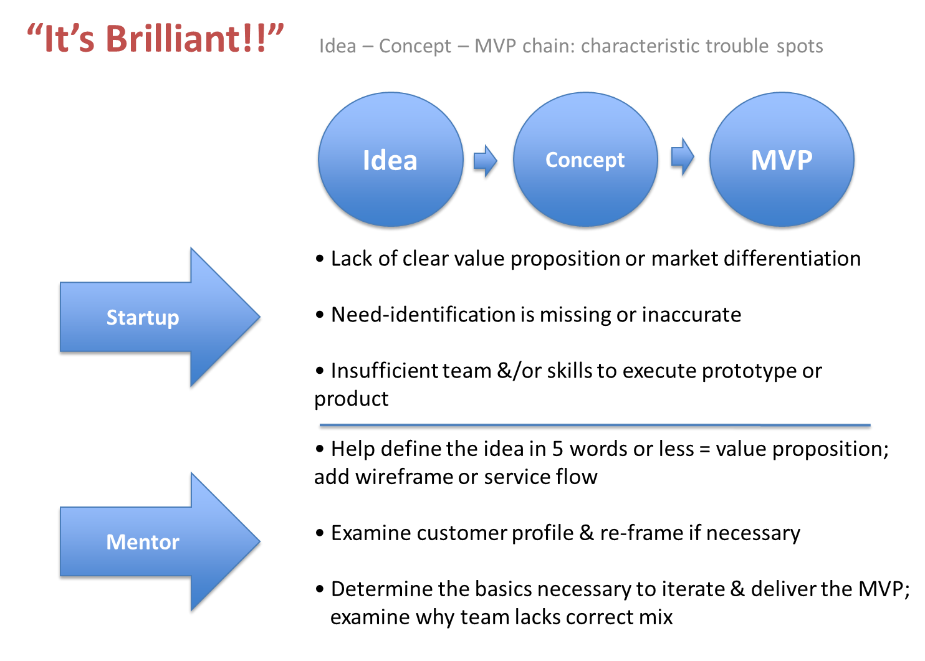 “It’s Brilliant!!”
Idea – Concept – MVP chain: characteristic trouble spots
Idea
Concept
MVP
Startup
• Lack of clear value proposition or market differentiation
• Need-identification is missing or inaccurate
• Insufficient team &/or skills to execute prototype or
product
Mentor
• Help define the idea in 5 words or less = value proposition;
add wireframe or service flow
• Examine customer profile & re-frame if necessary
• Determine the basics necessary to iterate & deliver the MVP;
examine why team lacks correct mix